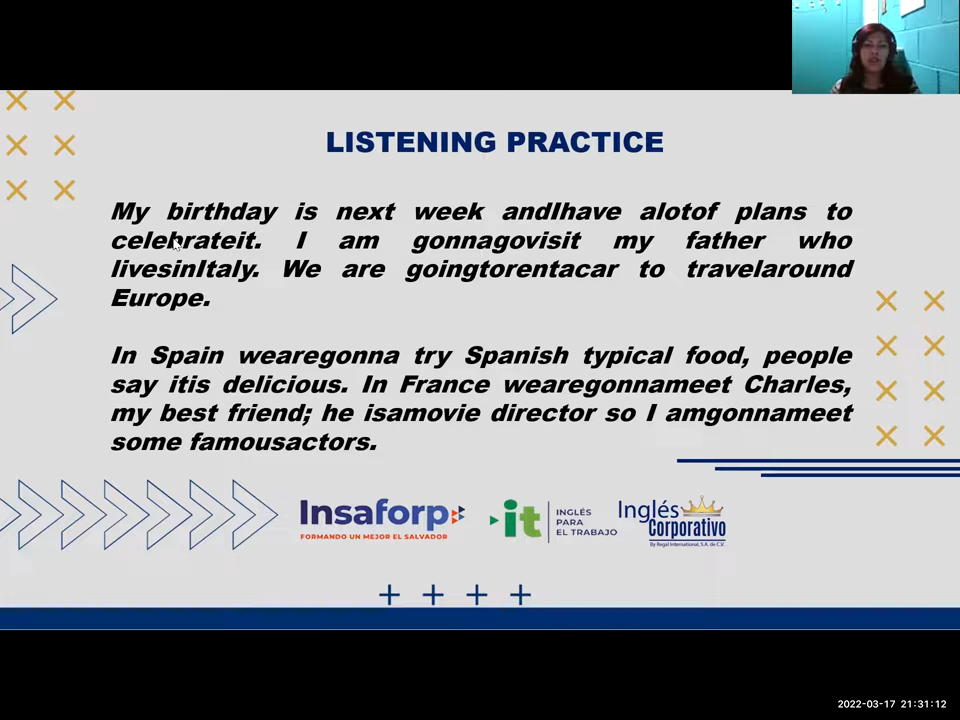 LISTENING PRACTICE
My birthday is next week andIhave alotof plans to
celebrateit. I am gonnagovisit my father who
livesinItaly. We are goingtorentacar to travelaround
Europe.
In Spain wearegonna try Spanish typical food, people
say itis delicious. In France wearegonnameet Charles,
my best friend; he isamovie director so I amgonnameet
some famousactors.
Insaforp
FORMANDO UN MEJOR EL SALVADOR
it
INGLÉS
PARA
EL TRABAJO
Inglés
Corporativo
By Regal International, S.A. de C.V.
2022-03-17 21:31:12